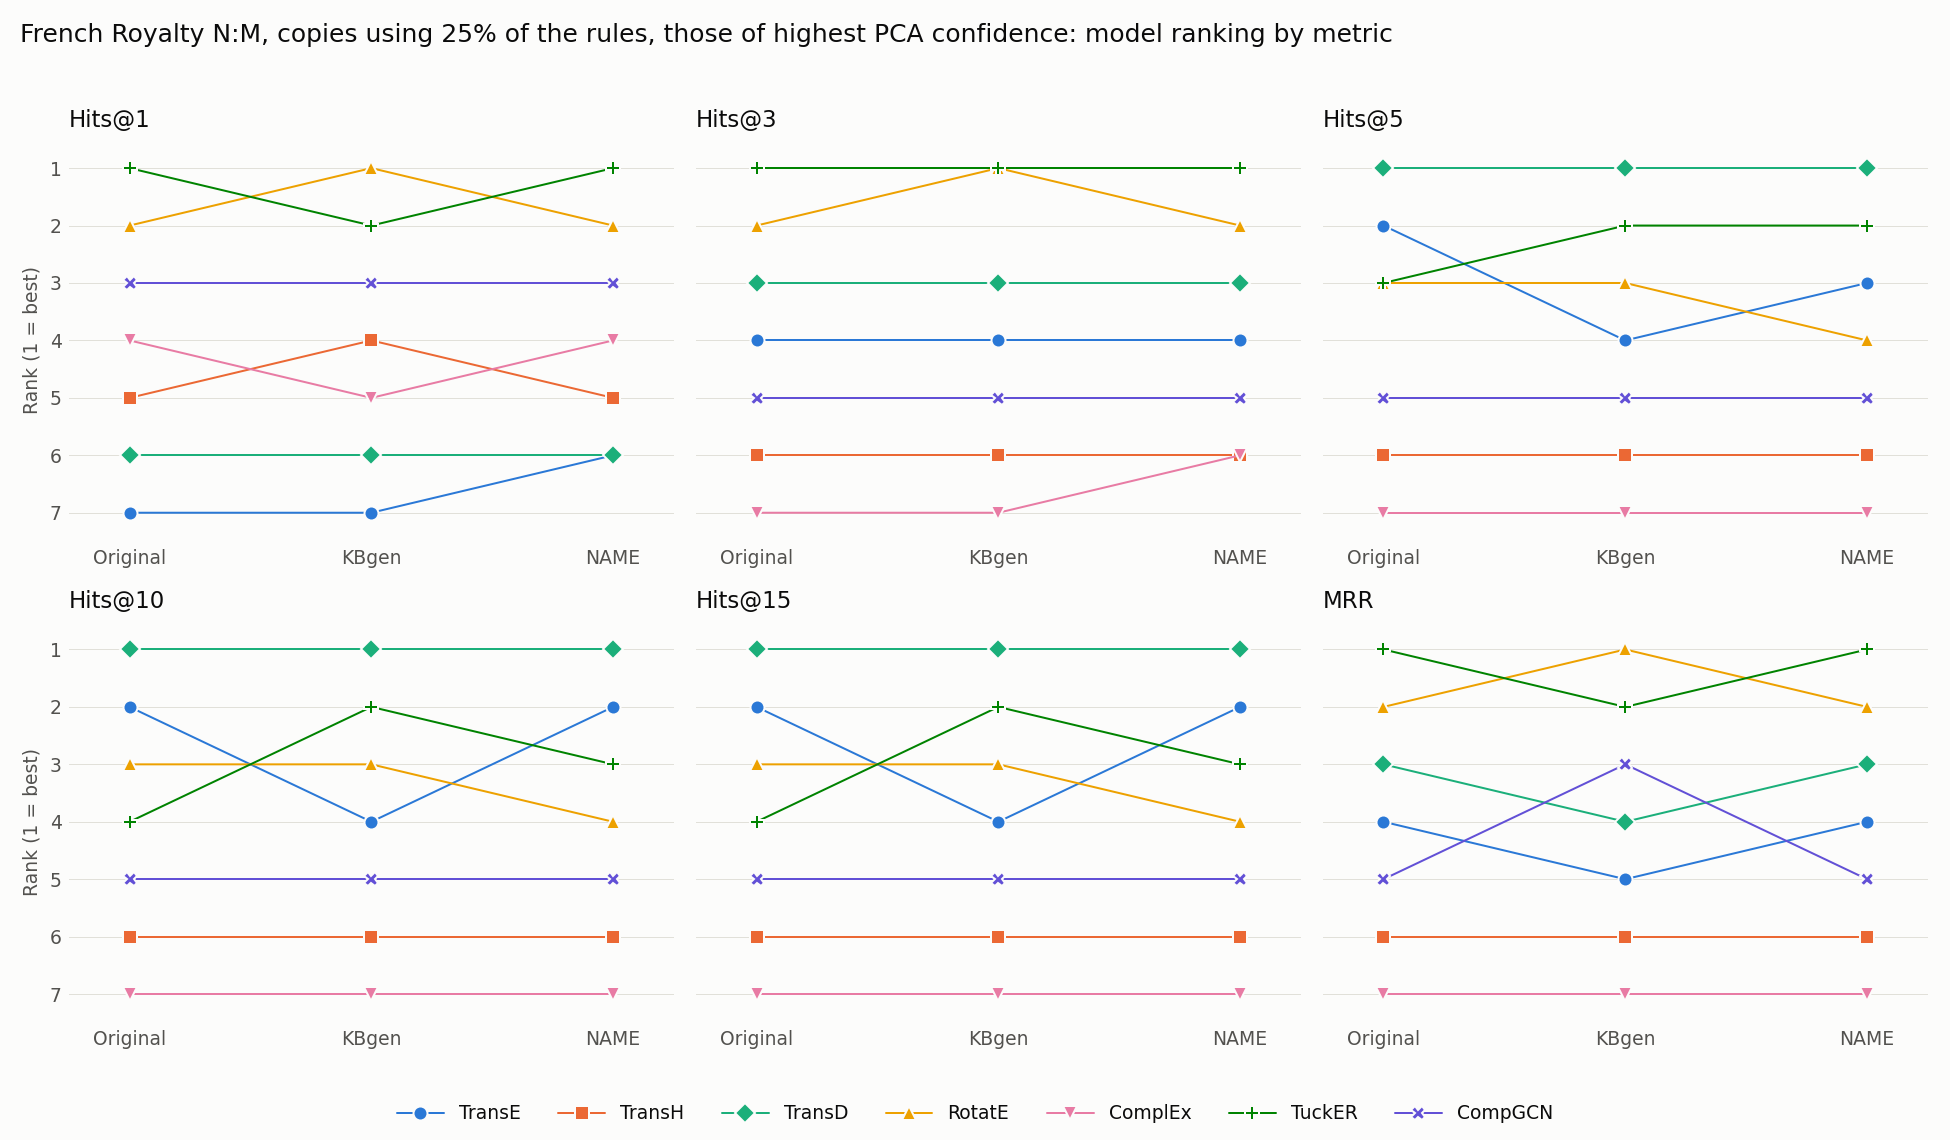 French Royalty N:M, copies using 25% of the rules, those of highest PCA confidence: model ranking by metric
Hits@1
Hits@3
Hits@5
Rank (1 = best)
1
2
3
4
5
6
7
Original KBgen NAME
Original KBgen NAME
Original KBgen NAME
Hits@10
Hits@15
MRR
Rank (1 = best)
1
2
3
4
5
6
7
Original KBgen NAME
Original KBgen NAME
Original KBgen NAME
TransE TransH TransD RotatE ComplEx TuckER CompGCN